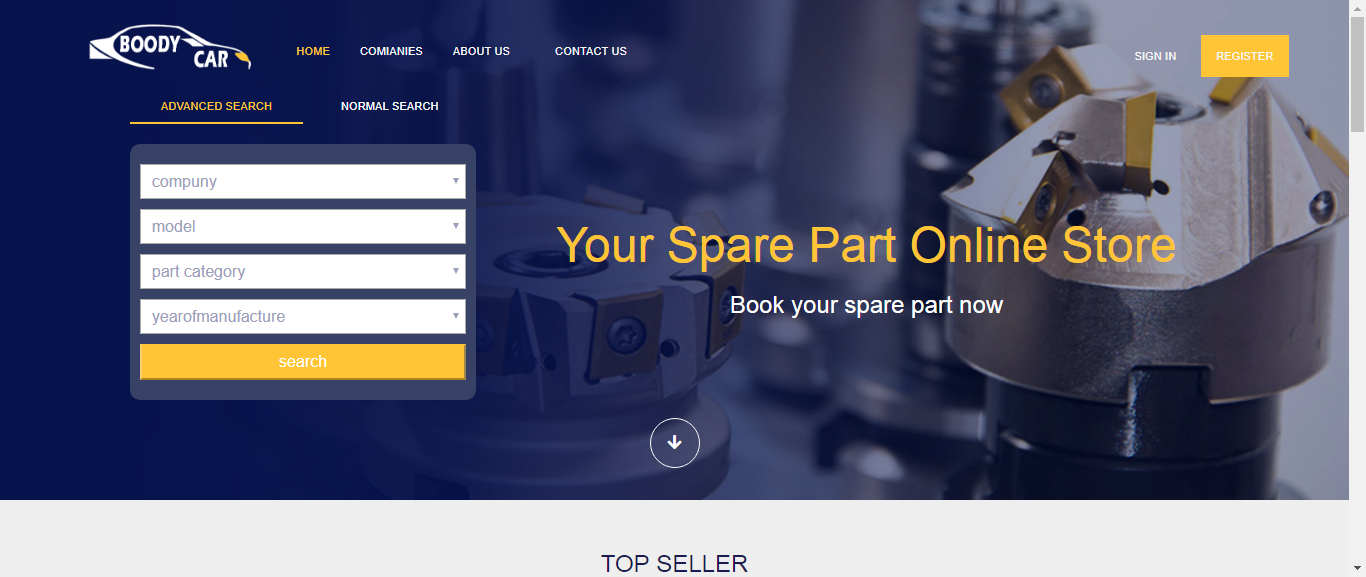 BOODY
CAR
HOME COMIANIES ABOUT US CONTACT US
SIGN IN REGISTER
ADVANCED SEARCH NORMAL SEARCH
compuny
model
part category
yearofmanufacture
search
Your Spare Part Online Store
Book your spare part now
TOP SELLER